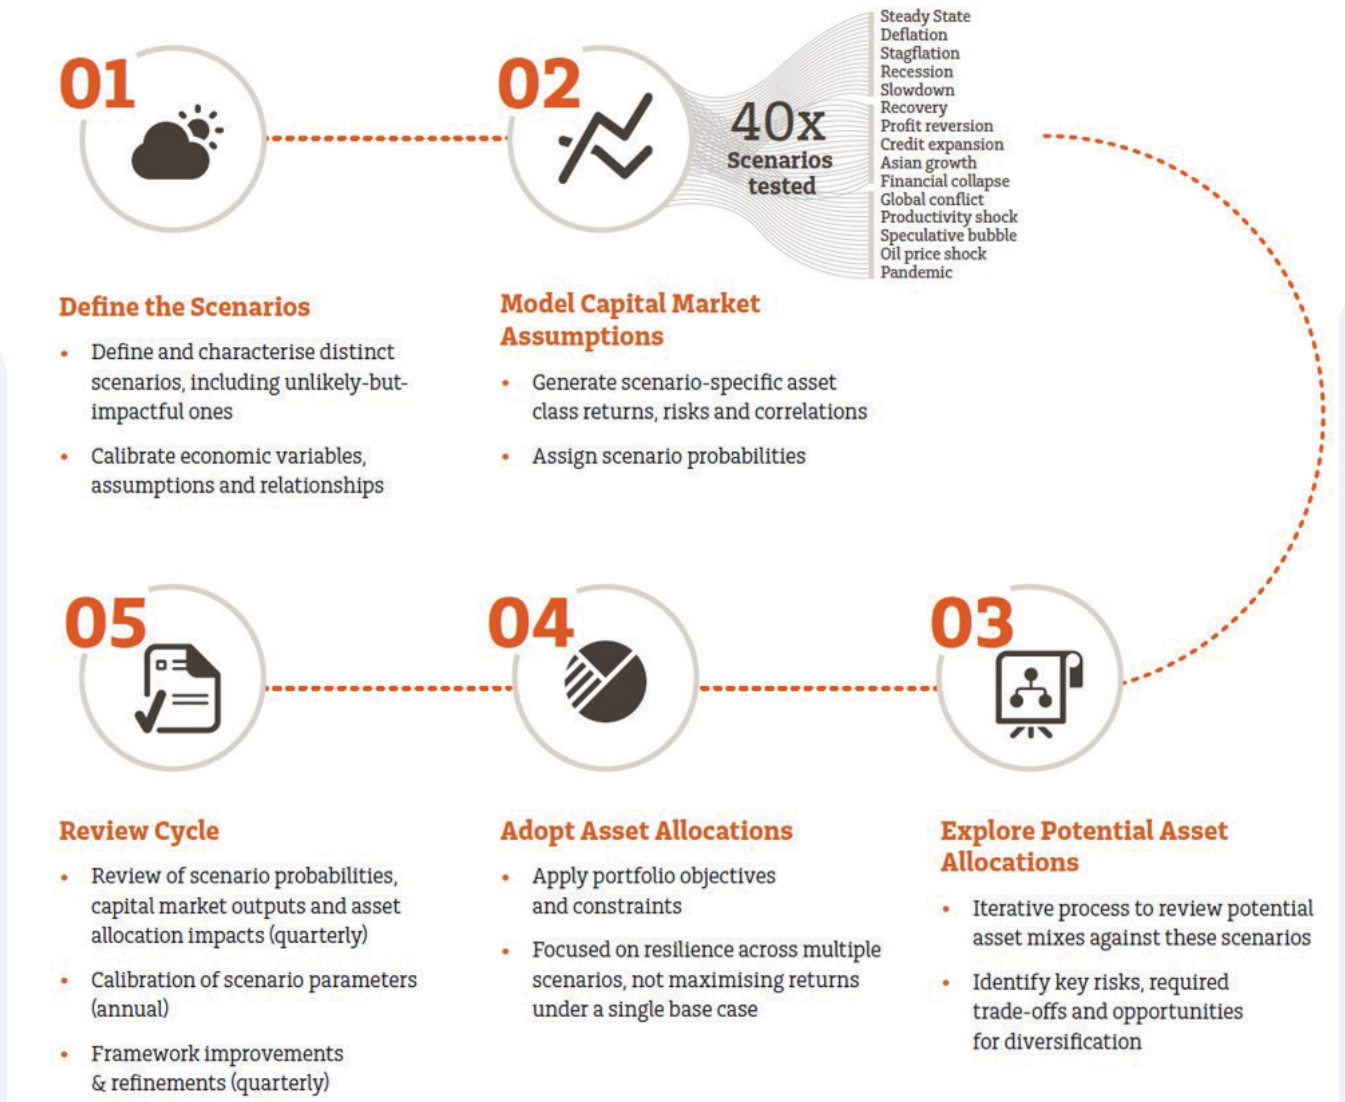 01
Define the Scenarios
• Define and characterise distinct
scenarios, including unlikely-but-
impactful ones
• Calibrate economic variables,
assumptions and relationships
02
40x
Scenarios
tested
Steady State
Deflation
Stagflation
Recession
Slowdown
Recovery
Profit reversion
Credit expansion
Asian growth
Financial collapse
Global conflict
Productivity shock
Speculative bubble
Oil price shock
Pandemic
Model Capital Market
Assumptions
• Generate scenario-specific asset
class returns, risks and correlations
• Assign scenario probabilities
03
Explore Potential Asset
Allocations
• Iterative process to review potential
asset mixes against these scenarios
• Identify key risks, required
trade-offs and opportunities
for diversification
04
Adopt Asset Allocations
• Apply portfolio objectives
and constraints
• Focused on resilience across multiple
scenarios, not maximising returns
under a single base case
05
Review Cycle
• Review of scenario probabilities,
capital market outputs and asset
allocation impacts (quarterly)
• Calibration of scenario parameters
(annual)
• Framework improvements
& refinements (quarterly)